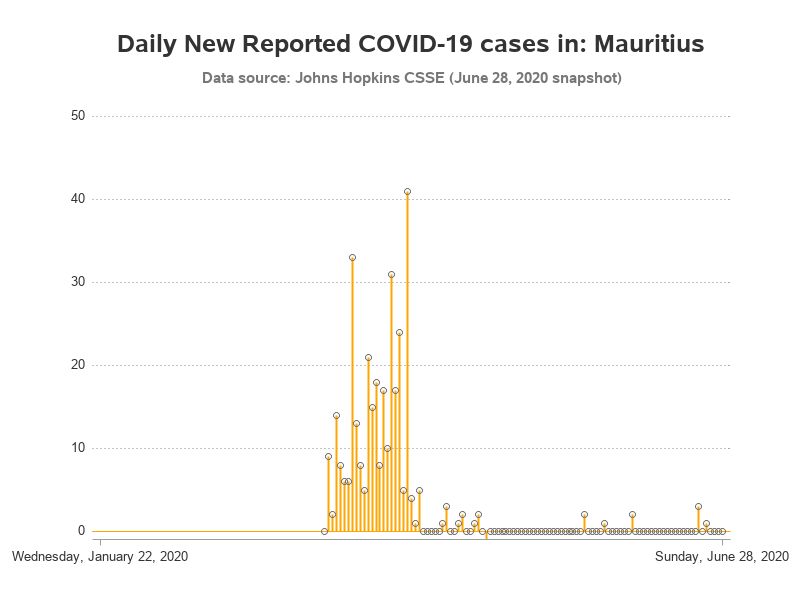 Daily New Reported COVID-19 cases in: Mauritius
Data source: Johns Hopkins CSSE (June 28, 2020 snapshot)
50
40
30
20
10
0
Wednesday, January 22, 2020
Sunday, June 28, 2020